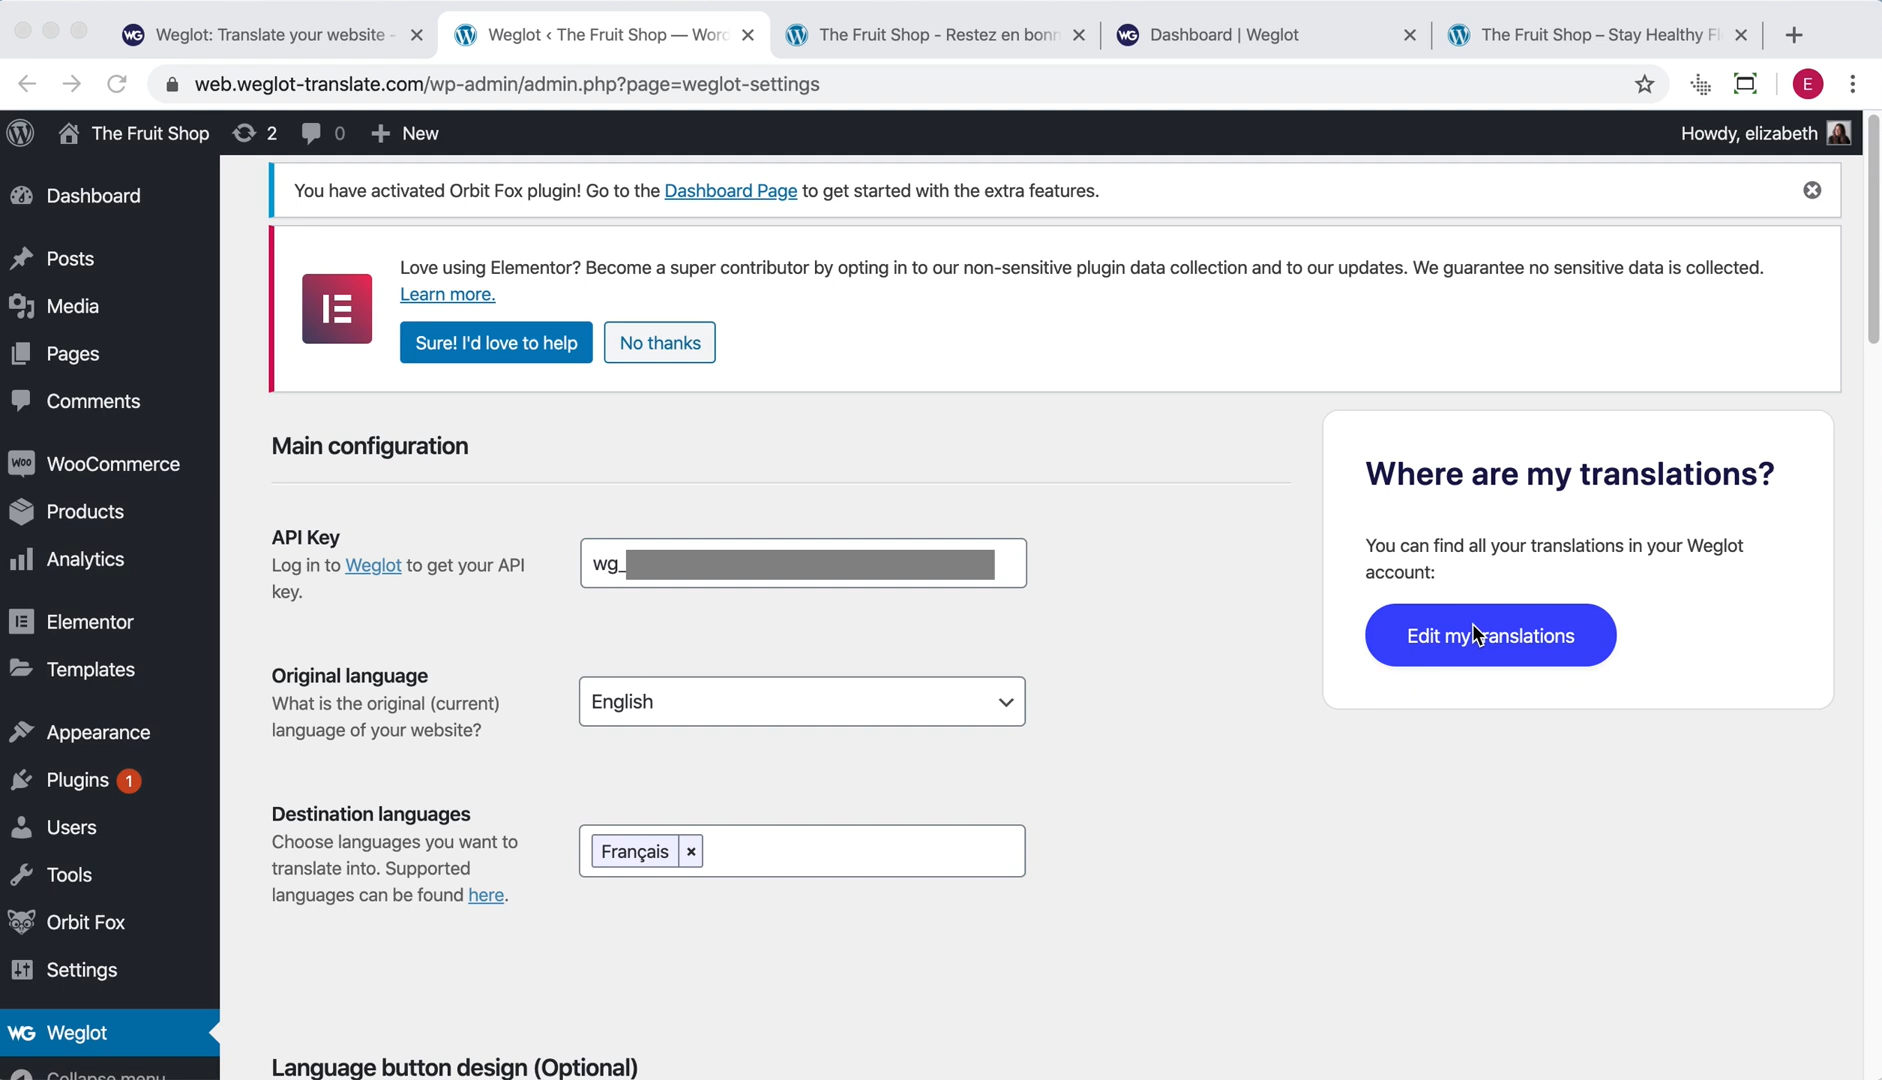 Weglot: Translate your website -
Weglot ‹ The Fruit Shop — Word
The Fruit Shop - Restez en bonn
Dashboard | Weglot
The Fruit Shop – Stay Healthy Fl
web.weglot-translate.com/wp-admin/admin.php?page=weglot-settings
E
The Fruit Shop
2
0
New
Howdy, elizabeth
Dashboard
Posts
Media
Pages
Comments
WooCommerce
Products
Analytics
Elementor
Templates
Appearance
Plugins 1
Users
Tools
Orbit Fox
Settings
WG Weglot
Collapse menu
You have activated Orbit Fox plugin! Go to the Dashboard Page to get started with the extra features.
Love using Elementor? Become a super contributor by opting in to our non-sensitive plugin data collection and to our updates. We guarantee no sensitive data is collected.
Learn more.
Sure! I'd love to help
No thanks
Main configuration
API Key
Log in to Weglot to get your API
key.
wg_
Original language
What is the original (current)
language of your website?
English
Destination languages
Choose languages you want to
translate into. Supported
languages can be found here.
Français ×
Language button design (Optional)
Where are my translations?
You can find all your translations in your Weglot
account:
Edit my translations